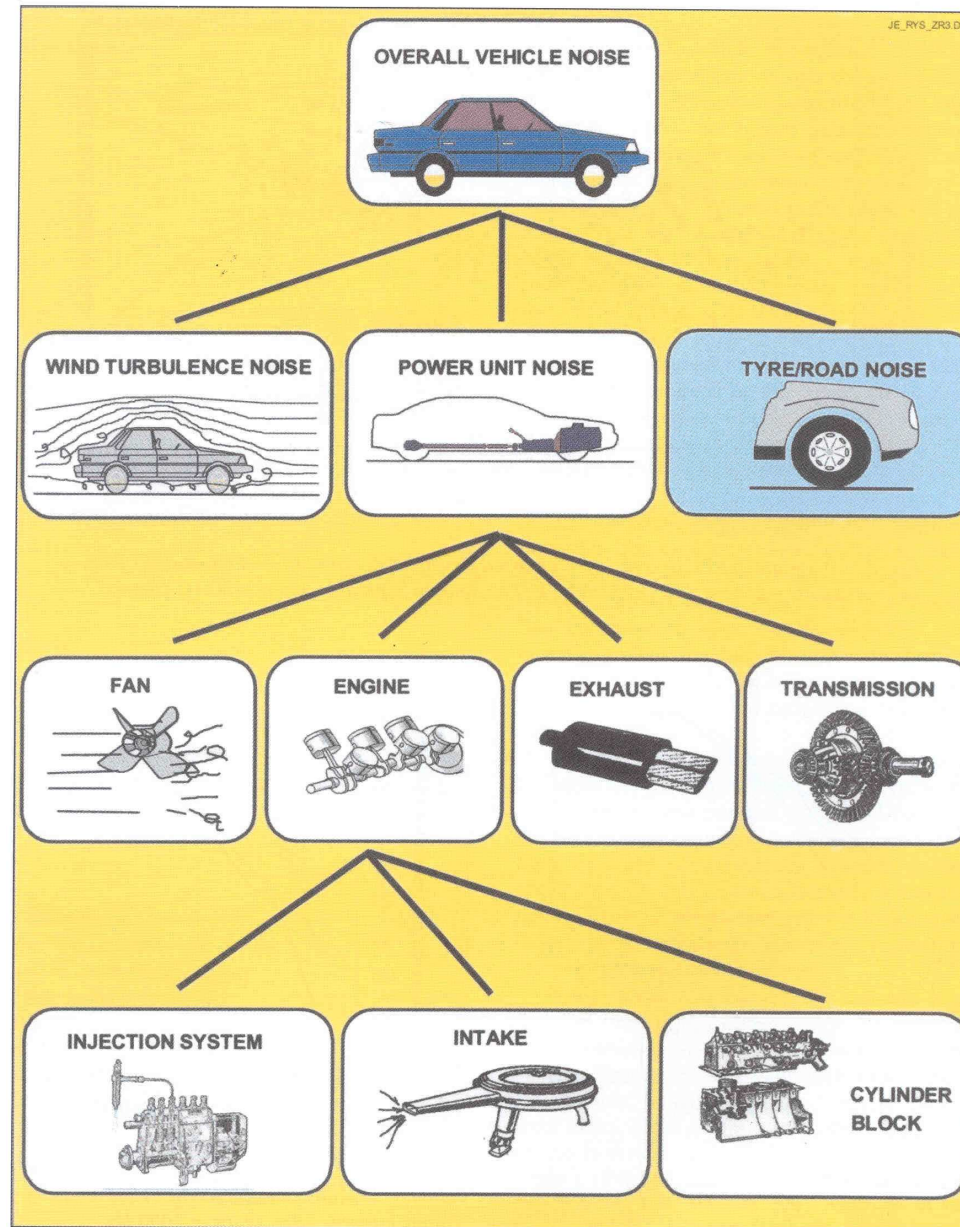 JE_RYS_ZR3.D
OVERALL VEHICLE NOISE
WIND TURBULENCE NOISE
POWER UNIT NOISE
TYRE/ROAD NOISE
FAN
ENGINE
EXHAUST
TRANSMISSION
INJECTION SYSTEM
INTAKE
CYLINDER
BLOCK